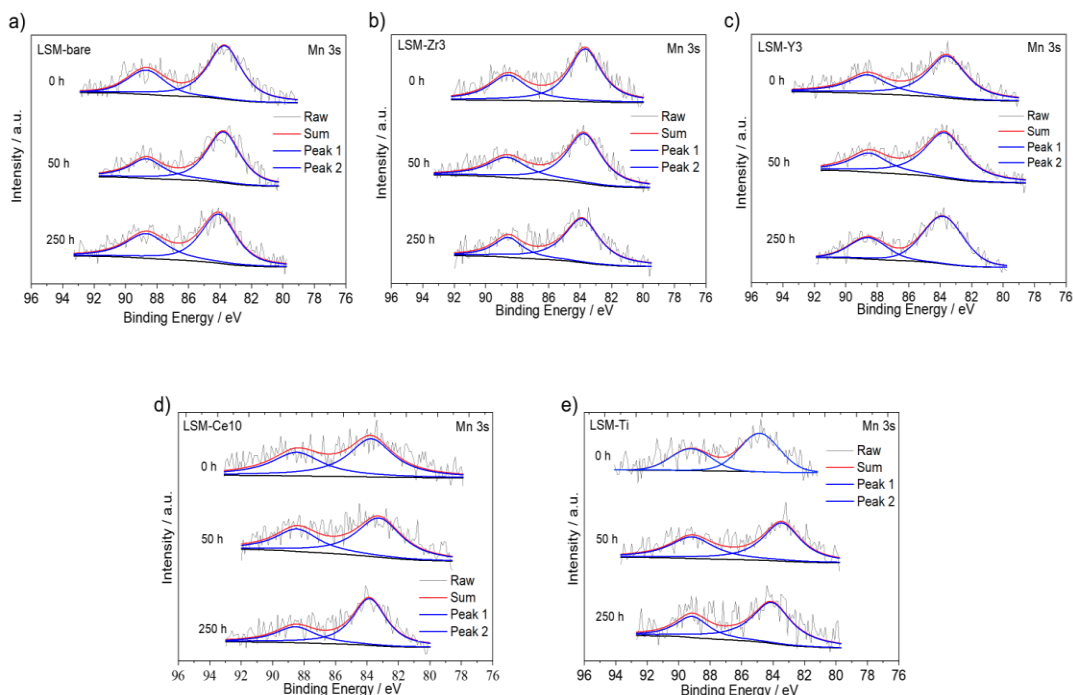 a)
LSM-bare
Mn 3s
0 h
50 h
250 h
Raw
Sum
Peak 1
Peak 2
Intensity / a.u.
96 94 92 90 88 86 84 82 80 78 76
Binding Energy / eV
b)
LSM-Zr3
Mn 3s
0 h
50 h
250 h
Raw
Sum
Peak 1
Peak 2
Intensity / a.u.
96 94 92 90 88 86 84 82 80 78 76
Binding Energy / eV
c)
LSM-Y3
Mn 3s
0 h
50 h
250 h
Raw
Sum
Peak 1
Peak 2
Intensity / a.u.
96 94 92 90 88 86 84 82 80 78 76
Binding Energy / eV
d)
LSM-Ce10
Mn 3s
0 h
50 h
250 h
Raw
Sum
Peak 1
Peak 2
Intensity / a.u.
96 94 92 90 88 86 84 82 80 78 76
Binding Energy / eV
e)
LSM-Ti
Mn 3s
0 h
50 h
250 h
Raw
Sum
Peak 1
Peak 2
Intensity / a.u.
96 94 92 90 88 86 84 82 80 78 76
Binding Energy / eV